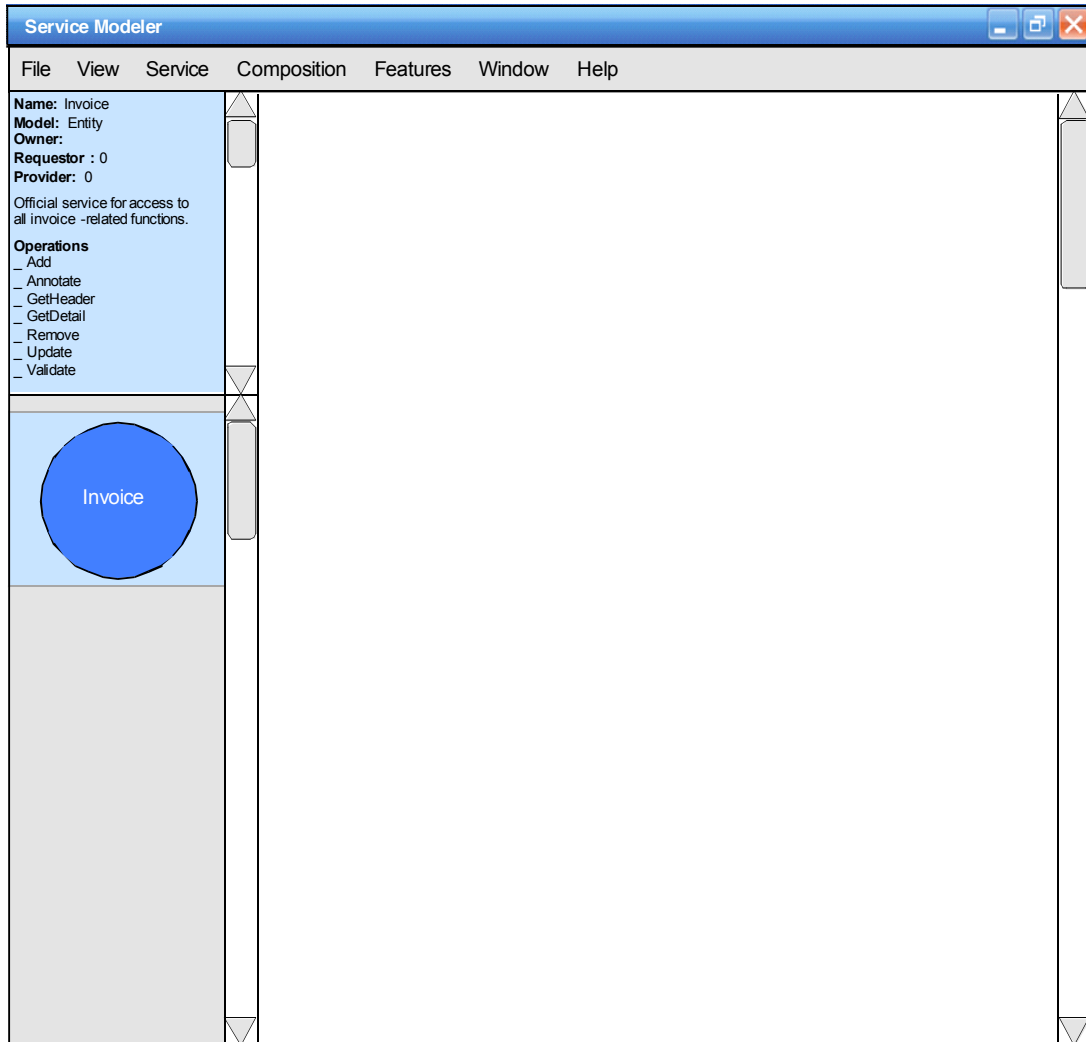 Service Modeler
File View Service Composition Features Window Help
Name: Invoice
Model: Entity
Owner:
Requestor : 0
Provider: 0
Official service for access to
all invoice -related functions.
Operations
_ Add
_ Annotate
_ GetHeader
_ GetDetail
_ Remove
_ Update
_ Validate
Invoice